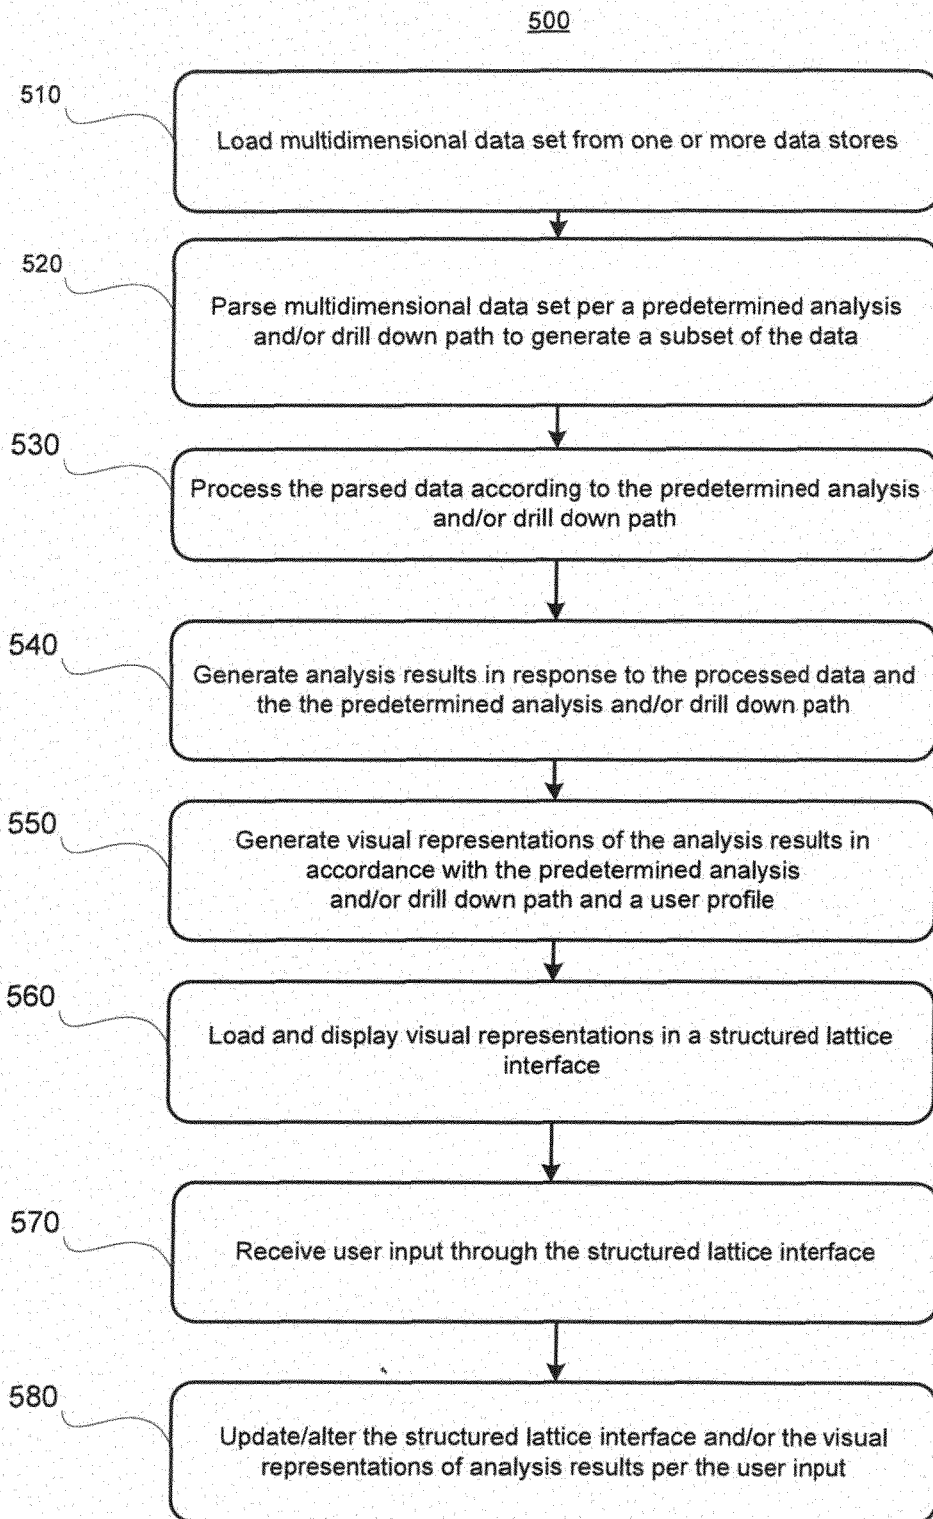 500
510
Load multidimensional data set from one or more data stores
520
Parse multidimensional data set per a predetermined analysis
and/or drill down path to generate a subset of the data
530
Process the parsed data according to the predetermined analysis
and/or drill down path
540
Generate analysis results in response to the processed data and
the the predetermined analysis and/or drill down path
550
Generate visual representations of the analysis results in
accordance with the predetermined analysis
and/or drill down path and a user profile
560
Load and display visual representations in a structured lattice
interface
570
Receive user input through the structured lattice interface
580
Update/alter the structured lattice interface and/or the visual
representations of analysis results per the user input